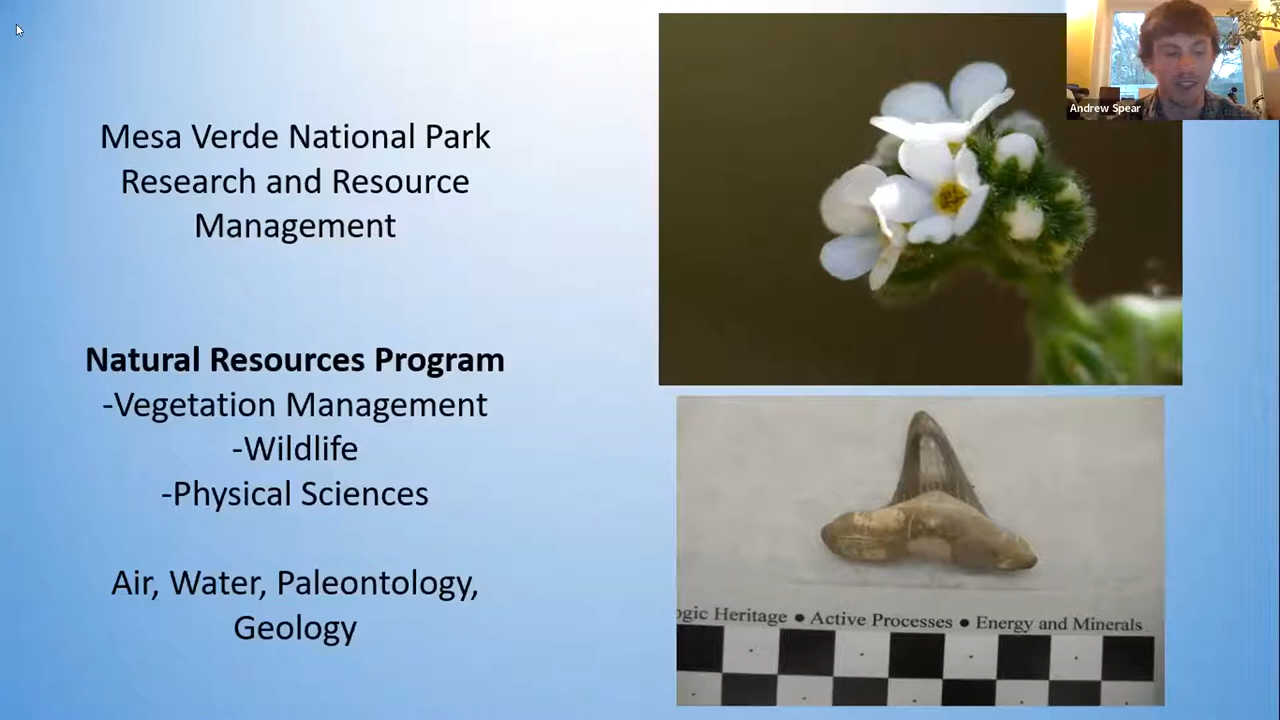 Mesa Verde National Park
Research and Resource
Management
Natural Resources Program
-Vegetation Management
-Wildlife
-Physical Sciences
Air, Water, Paleontology,
Geology
Andrew Spear
Heritage • Active Processes • Energy and Minerals